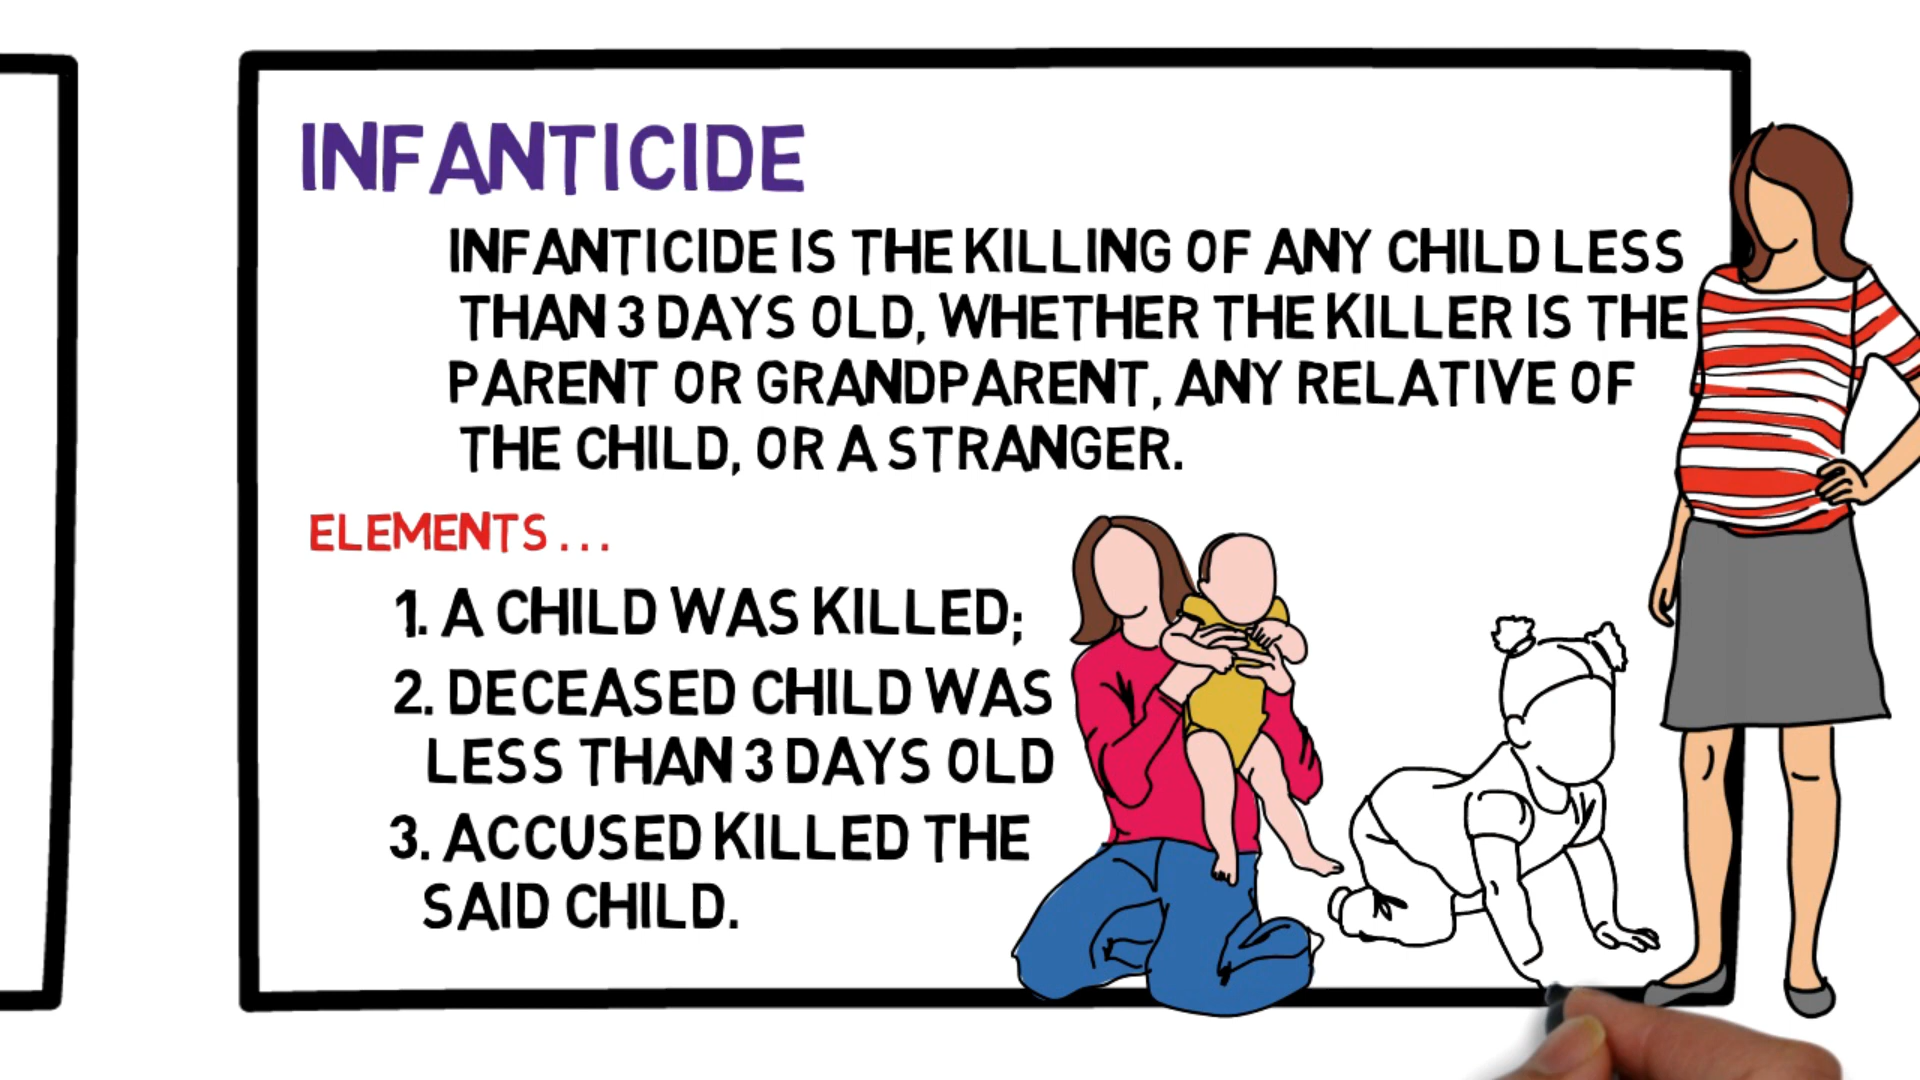 INFANTICIDE
INFANTICIDE IS THE KILLING OF ANY CHILD LESS
THAN 3 DAYS OLD, WHETHER THE KILLER IS THE
PARENT OR GRANDPARENT, ANY RELATIVE OF
THE CHILD, OR A STRANGER.
ELEMENTS...
1. A CHILD WAS KILLED;
2. DECEASED CHILD WAS
LESS THAN 3 DAYS OLD
3. ACCUSED KILLED THE
SAID CHILD.